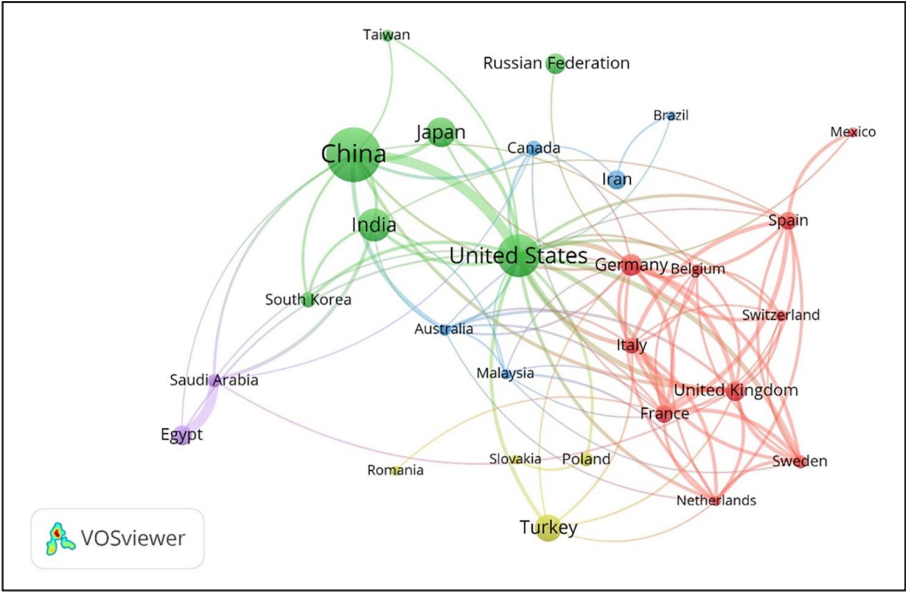 Taiwan
Russian Federation
Brazil
Mexico
Japan
China
Canada
Iran
India
Spain
United States
Germany
Belgium
South Korea
Switzerland
Australia
Italy
Malaysia
Saudi Arabia
United Kingdom
France
Egypt
Romania
Slovakia
Poland
Sweden
Netherlands
Turkey
VOSviewer